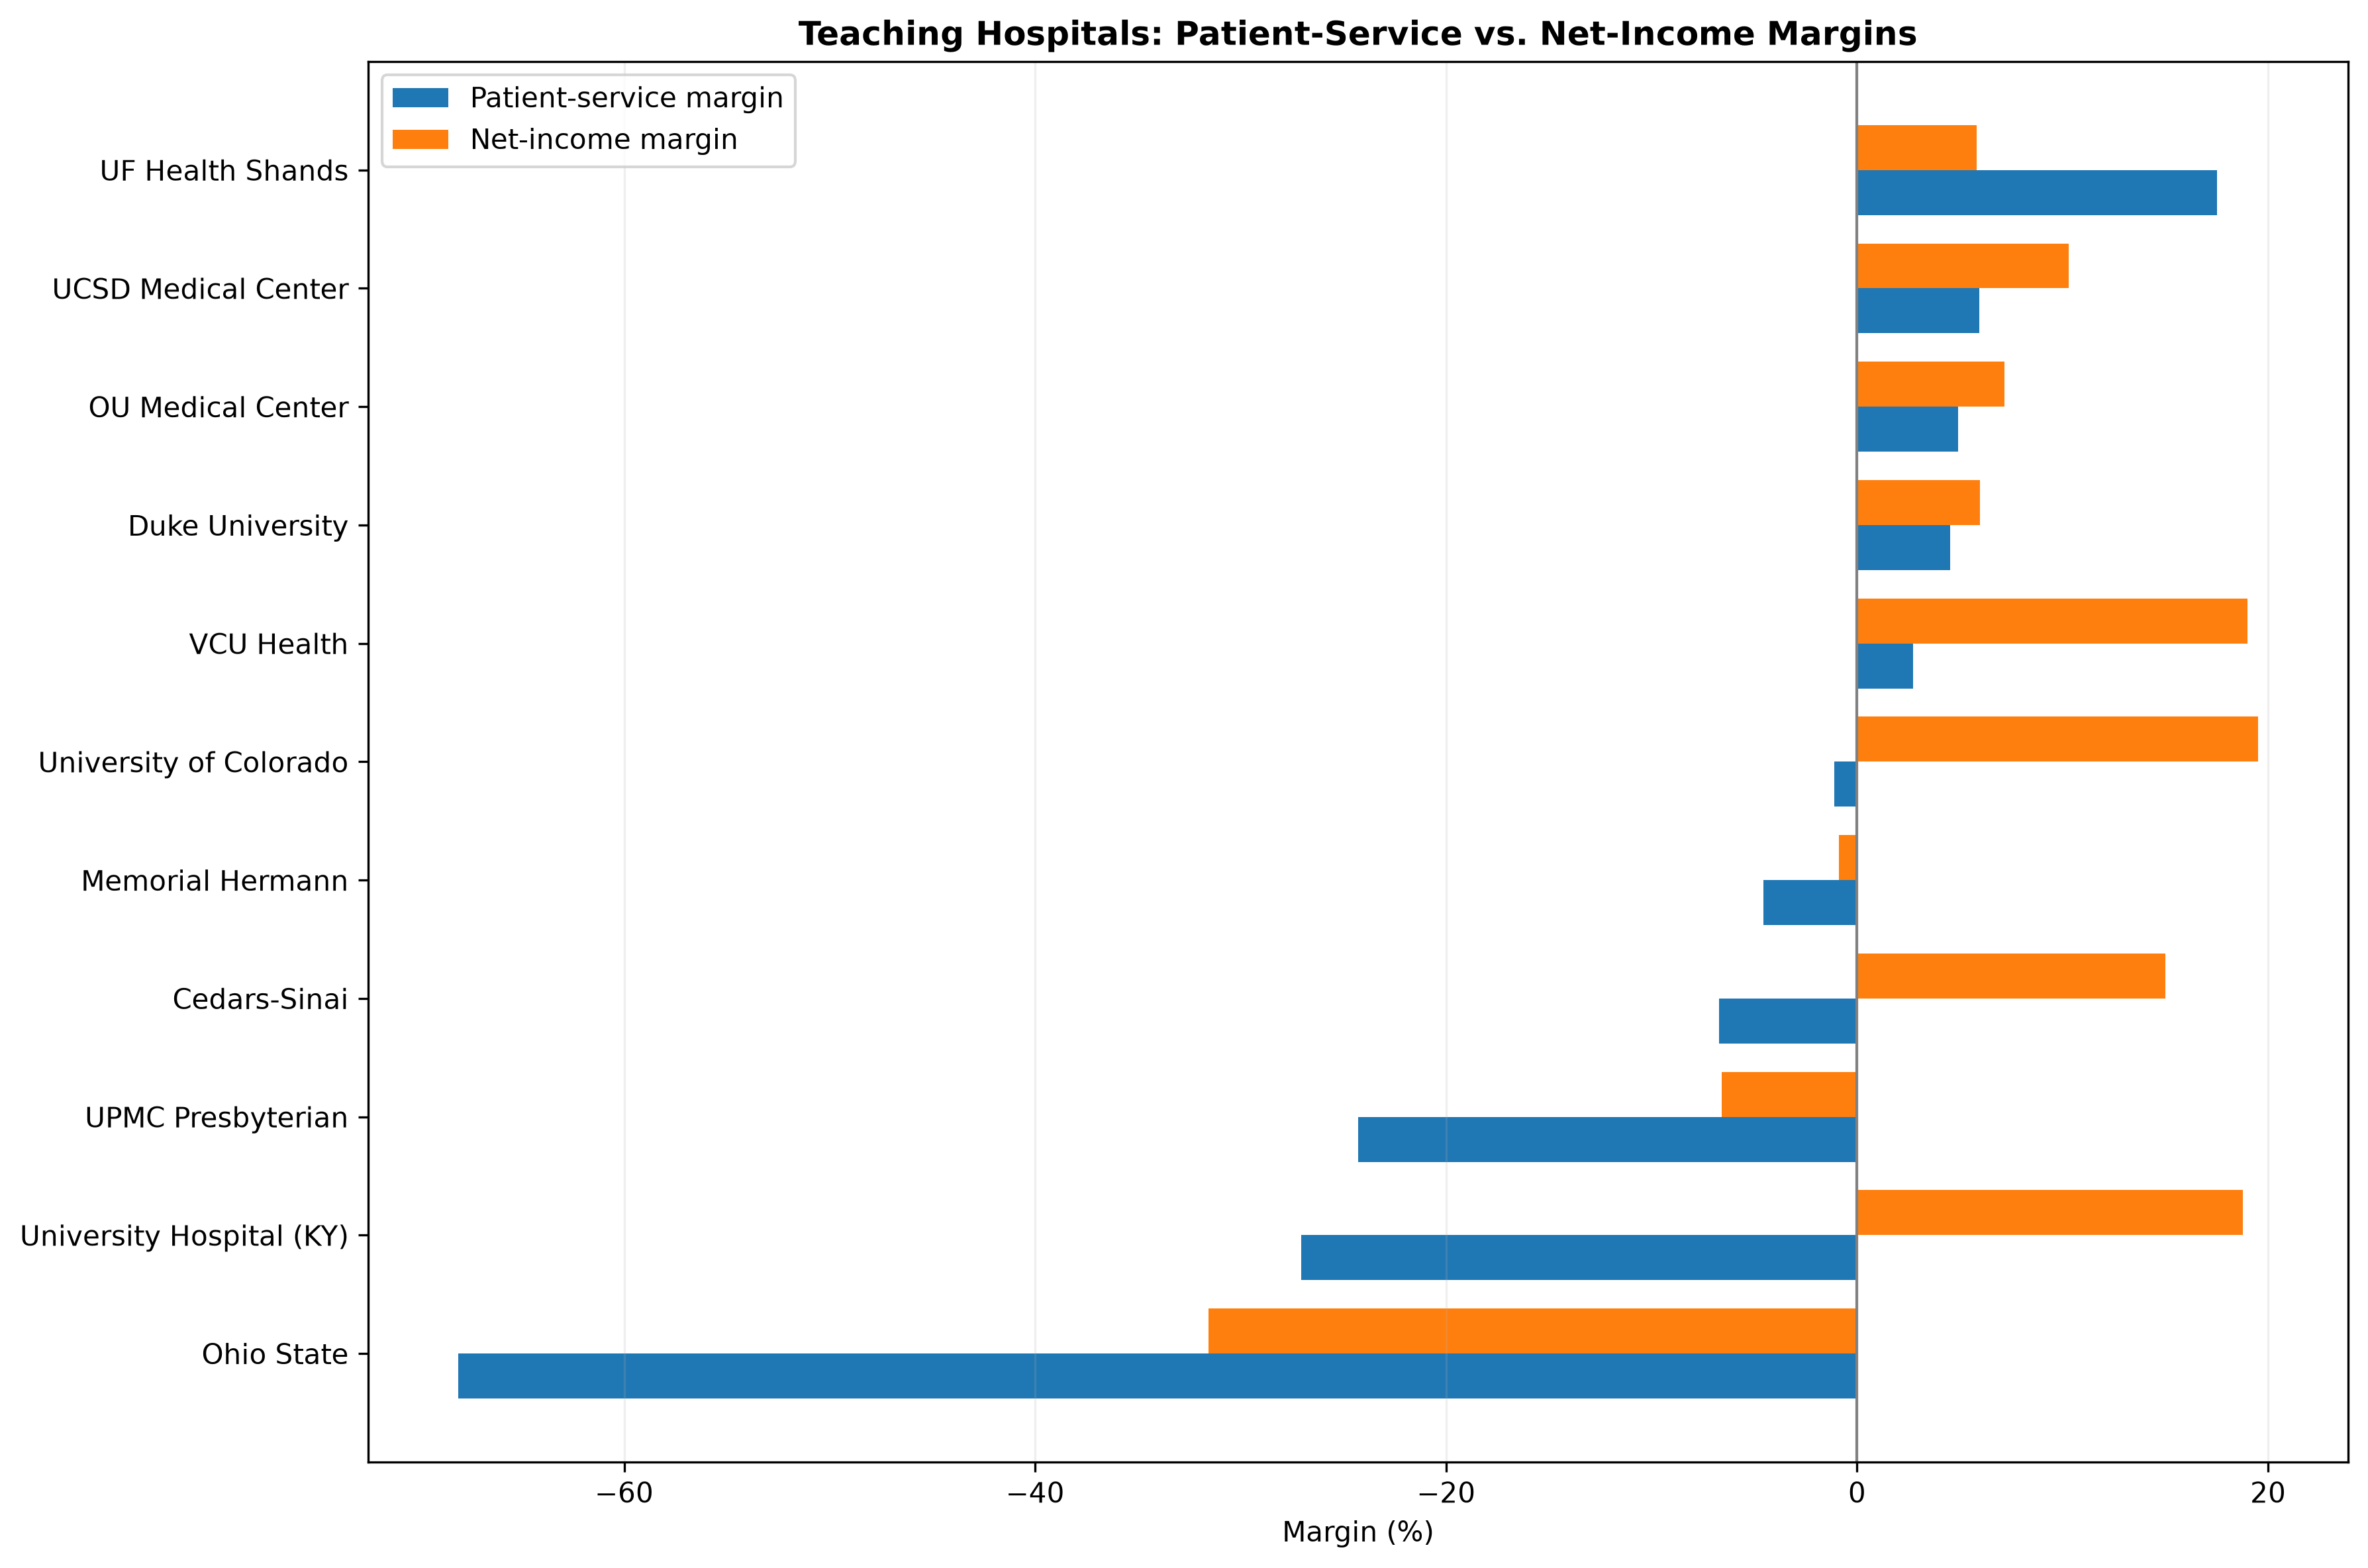 Teaching Hospitals: Patient-Service vs. Net-Income Margins
Patient-service margin
Net-income margin
UF Health Shands
UCSD Medical Center
OU Medical Center
Duke University
VCU Health
University of Colorado
Memorial Hermann
Cedars-Sinai
UPMC Presbyterian
University Hospital (KY)
Ohio State
−60 −40 −20 0 20
Margin (%)